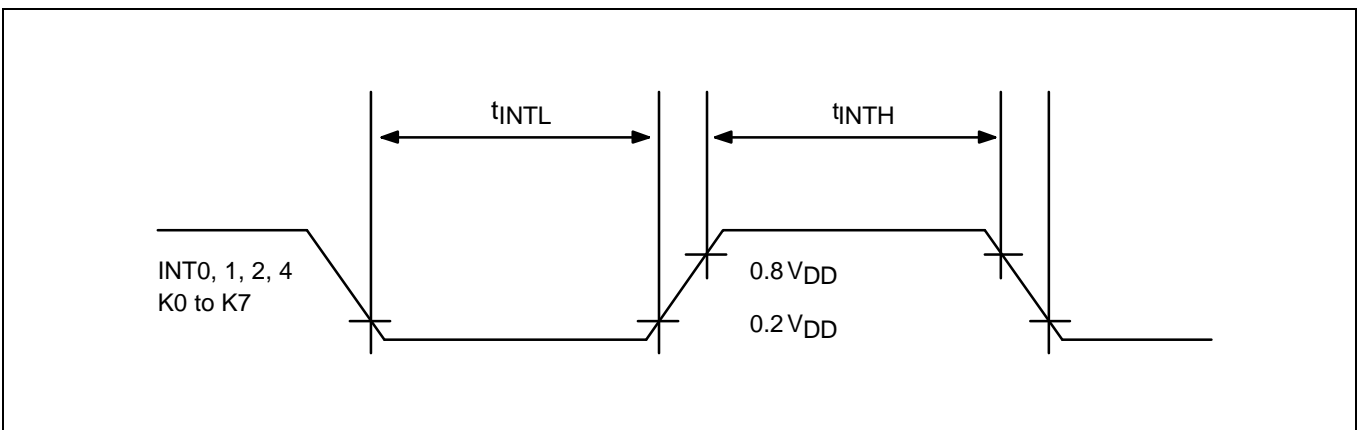 tINTL
tINTH
INT0, 1, 2, 4
K0 to K7
0.8 VDD
0.2 VDD